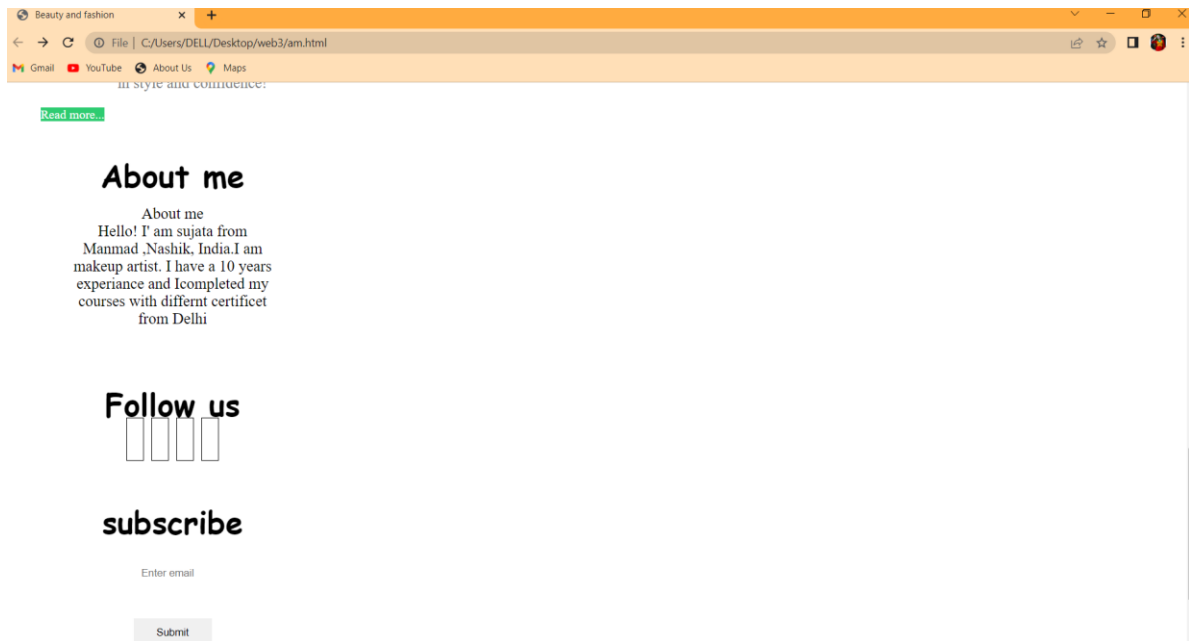 Beauty and fashion
File | C:/Users/DELL/Desktop/web3/am.html
Gmail YouTube About Us Maps
in style and confidence!
Read more...
About me
About me
Hello! I' am sujata from
Manmad ,Nashik, India.I am
makeup artist. I have a 10 years
experiance and Icompleted my
courses with differnt certificet
from Delhi
Follow us
subscribe
Enter email
Submit